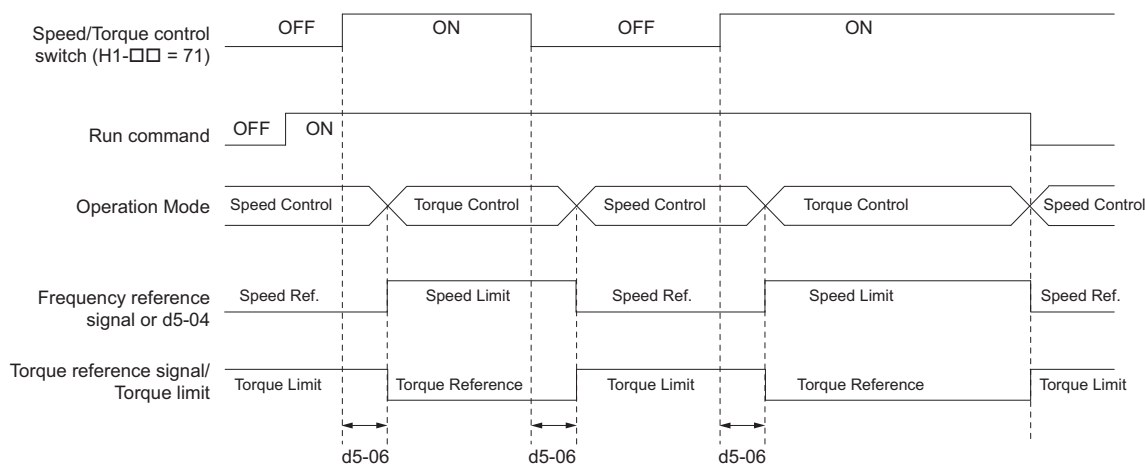 OFF ON OFF ON
Speed/Torque control
switch (H1-□□ = 71)
Run command OFF ON
Operation Mode Speed Control Torque Control Speed Control Torque Control Speed Control
Frequency reference
signal or d5-04
Speed Ref. Speed Limit Speed Ref. Speed Limit Speed Ref.
Torque reference signal/
Torque limit
Torque Limit Torque Reference Torque Limit Torque Reference Torque Limit
d5-06 d5-06 d5-06